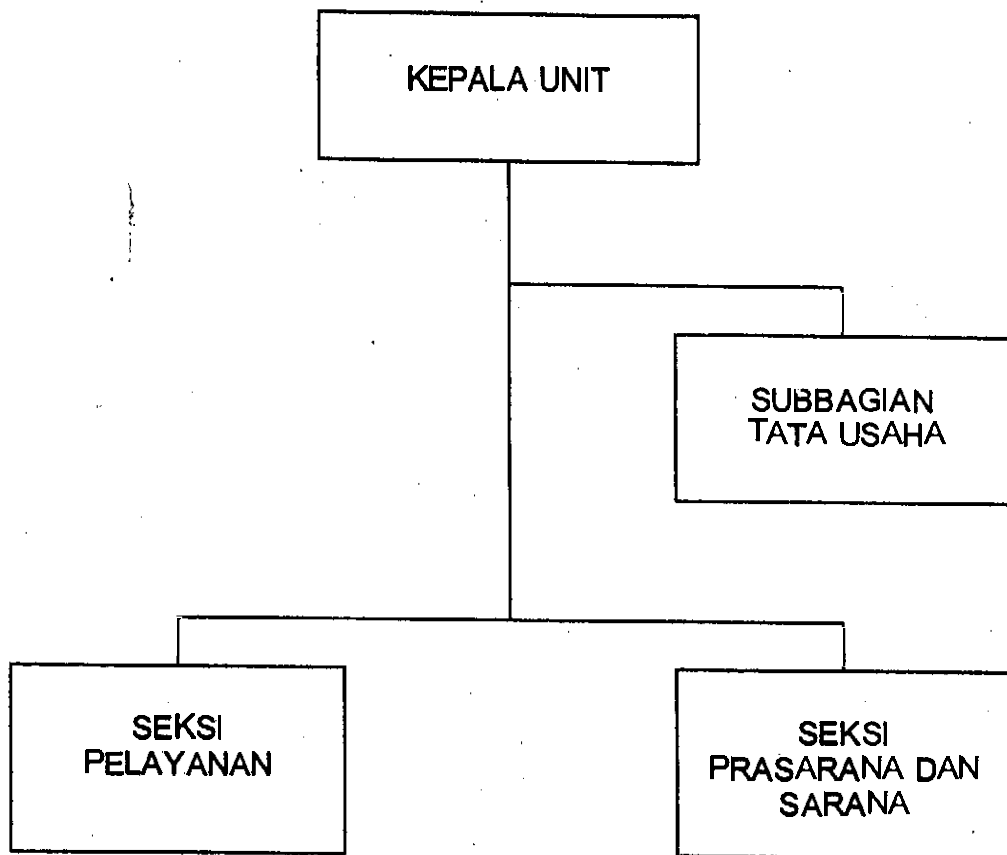 KEPALA UNIT
SUBBAGIAN
TATA USAHA
SEKSI
PELAYANAN
SEKSI
PRASARANA DAN
SARANA